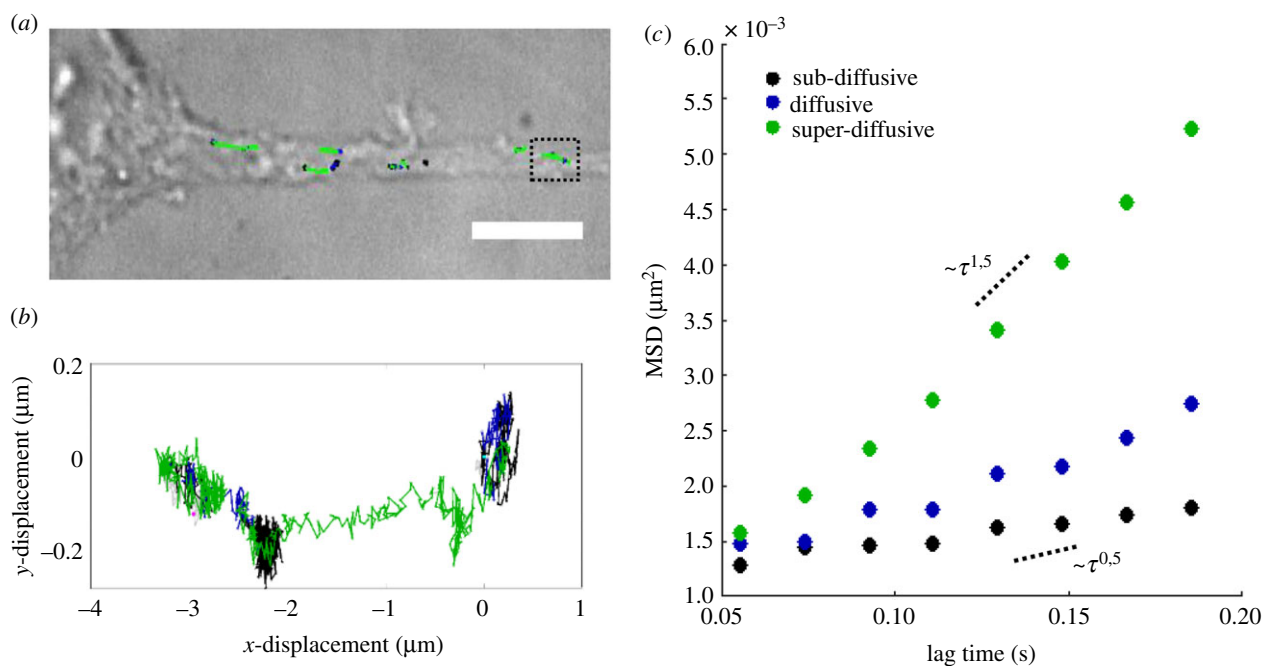 (a)
(b)
0.2
0
–0.2
y-displacement (µm)
–4
–3
–2
–1
0
1
x-displacement (µm)
(c)
× 10⁻³
6.0
5.5
5.0
4.5
4.0
3.5
3.0
2.5
2.0
1.5
1.0
MSD (µm²)
sub-diffusive
diffusive
super-diffusive
~τ¹,⁵
~τ⁰,⁵
0.05
0.10
0.15
0.20
lag time (s)